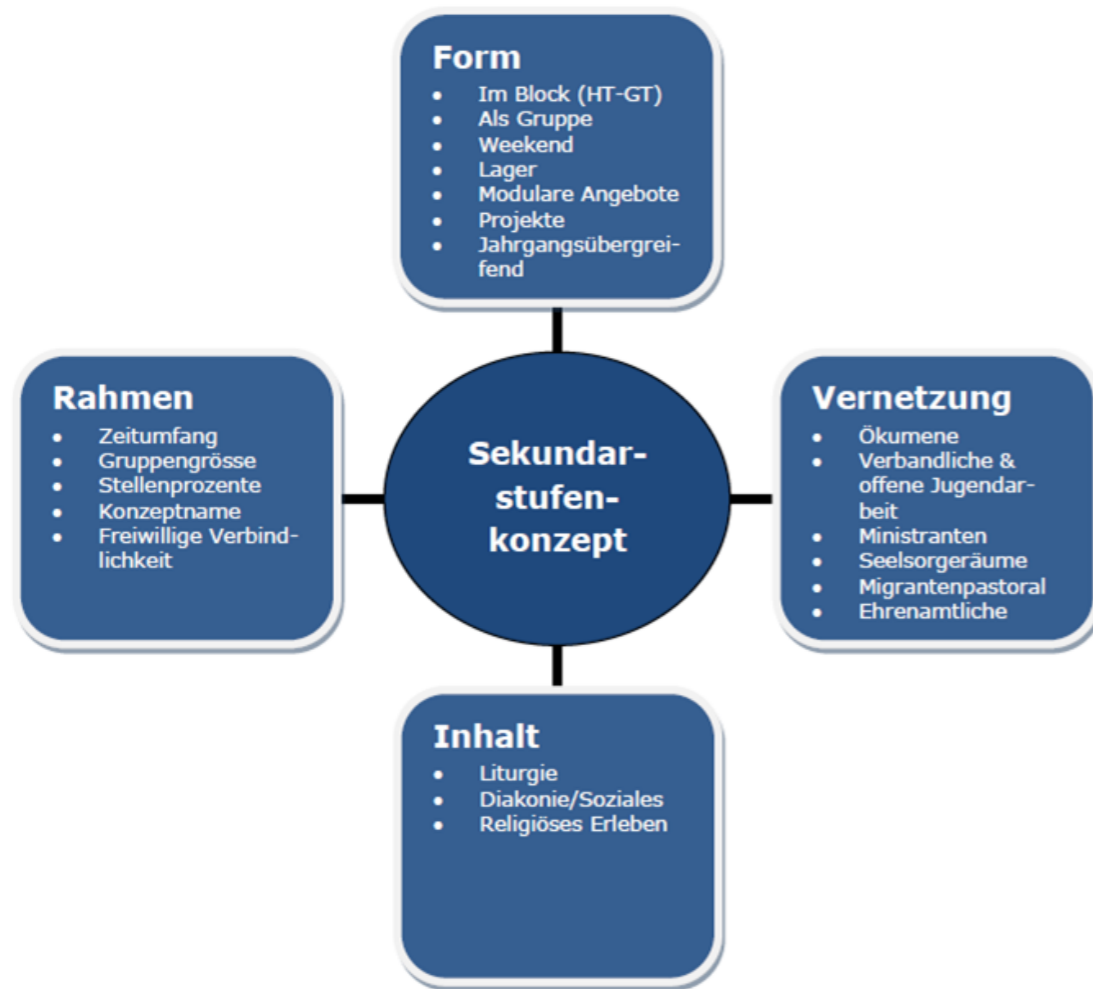 Form
• Im Block (HT-GT)
• Als Gruppe
• Weekend
• Lager
• Modulare Angebote
• Projekte
• Jahrgangsübergrei-
fend
Rahmen
• Zeitumfang
• Gruppengrösse
• Stellenprozente
• Konzeptname
• Freiwillige Verbind-
lichkeit
Sekundar-
stufen-
konzept
Vernetzung
• Ökumene
• Verbandliche &
offene Jugendar-
beit
• Ministranten
• Seelsorgeräume
• Migrantenpastoral
• Ehrenamtliche
Inhalt
• Liturgie
• Diakonie/Soziales
• Religiöses Erleben